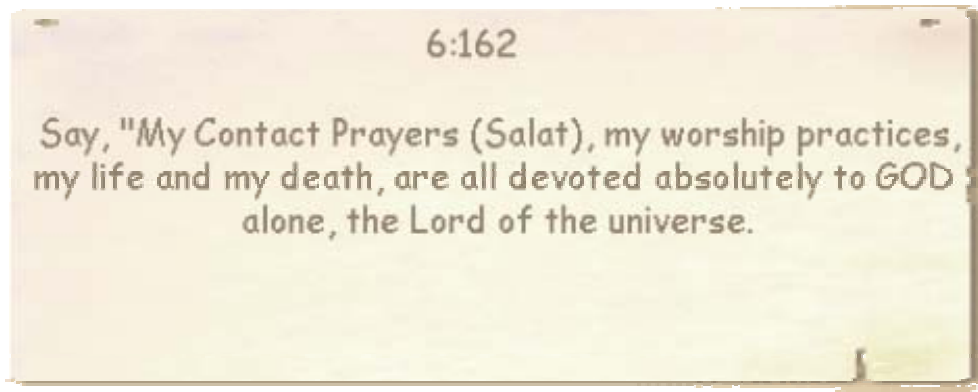 6:162
Say, "My Contact Prayers (Salat), my worship practices,
my life and my death, are all devoted absolutely to GOD
alone, the Lord of the universe.